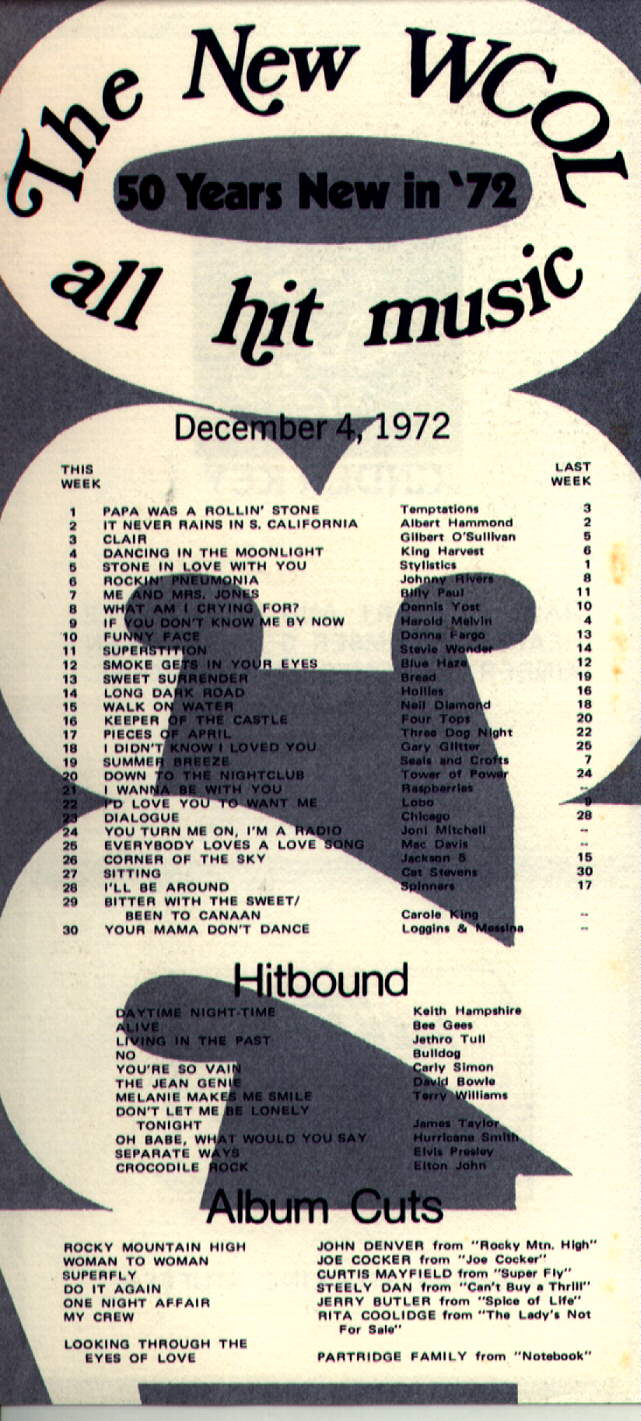 The New WCOL
50 Years New in '72
all hit music
December 4, 1972
THIS WEEK LAST WEEK
1 PAPA WAS A ROLLIN' STONE Temptations 3
2 IT NEVER RAINS IN S. CALIFORNIA Albert Hammond 2
3 CLAIR Gilbert O'Sullivan 5
4 DANCING IN THE MOONLIGHT King Harvest 6
5 STONE IN LOVE WITH YOU Stylistics 1
6 ROCKIN' PNEUMONIA Johnny Rivers 8
7 ME AND MRS. JONES Billy Paul 11
8 WHAT AM I CRYING FOR? Dennis Yost 10
9 IF YOU DON'T KNOW ME BY NOW Harold Melvin 4
10 FUNNY FACE Donna Fargo 13
11 SUPERSTITION Stevie Wonder 14
12 SMOKE GETS IN YOUR EYES Blue Haze 12
13 SWEET SURRENDER Bread 19
14 LONG DARK ROAD Hollies 16
15 WALK ON WATER Neil Diamond 18
16 KEEPER OF THE CASTLE Four Tops 20
17 PIECES OF APRIL Three Dog Night 22
18 I DIDN'T KNOW I LOVED YOU Gary Glitter 25
19 SUMMER BREEZE Seals and Crofts 7
20 DOWN TO THE NIGHTCLUB Tower of Power 24
21 I WANNA BE WITH YOU Raspberries --
22 I'D LOVE YOU TO WANT ME Lobo 9
23 DIALOGUE Chicago 28
24 YOU TURN ME ON, I'M A RADIO Joni Mitchell --
25 EVERYBODY LOVES A LOVE SONG Mac Davis --
26 CORNER OF THE SKY Jackson 5 15
27 SITTING Cat Stevens 30
28 I'LL BE AROUND Spinners 17
29 BITTER WITH THE SWEET/
BEEN TO CANAAN Carole King --
30 YOUR MAMA DON'T DANCE Loggins & Messina --
Hitbound
DAYTIME NIGHT-TIME Keith Hampshire
ALIVE Bee Gees
LIVING IN THE PAST Jethro Tull
NO Bulldog
YOU'RE SO VAIN Carly Simon
THE JEAN GENIE David Bowie
MELANIE MAKES ME SMILE Terry Williams
DON'T LET ME BE LONELY
TONIGHT James Taylor
OH BABE, WHAT WOULD YOU SAY Hurricane Smith
SEPARATE WAYS Elvis Presley
CROCODILE ROCK Elton John
Album Cuts
ROCKY MOUNTAIN HIGH JOHN DENVER from "Rocky Mtn. High"
WOMAN TO WOMAN JOE COCKER from "Joe Cocker"
SUPERFLY CURTIS MAYFIELD from "Super Fly"
DO IT AGAIN STEELY DAN from "Can't Buy a Thrill"
ONE NIGHT AFFAIR JERRY BUTLER from "Spice of Life"
MY CREW RITA COOLIDGE from "The Lady's Not
For Sale"
LOOKING THROUGH THE
EYES OF LOVE PARTRIDGE FAMILY from "Notebook"